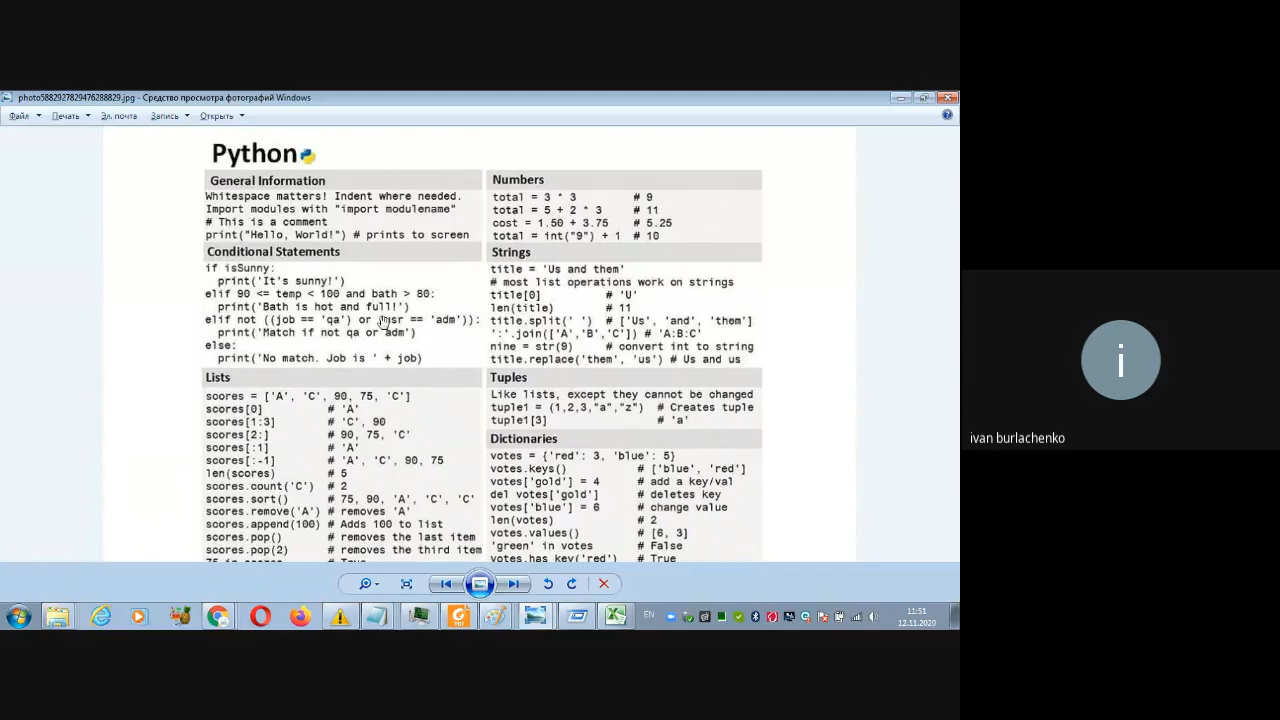 photo5882927829476288829.jpg - Средство просмотра фотографий Windows
Файл Печать Эл. почта Запись Открыть
Python
General Information
Whitespace matters! Indent where needed.
Import modules with "import modulename"
# This is a comment
print("Hello, World!") # prints to screen
Conditional Statements
if isSunny:
print('It's sunny!')
elif 90 <= temp < 100 and bath > 80:
print('Bath is hot and full!')
elif not ((job == 'qa') or (usr == 'adm')):
print('Match if not qa or adm')
else:
print('No match. Job is ' + job)
Lists
scores = ['A', 'C', 90, 75, 'C']
scores[0] # 'A'
scores[1:3] # 'C', 90
scores[2:] # 90, 75, 'C'
scores[:1] # 'A'
scores[:-1] # 'A', 'C', 90, 75
len(scores) # 5
scores.count('C') # 2
scores.sort() # 75, 90, 'A', 'C', 'C'
scores.remove('A') # removes 'A'
scores.append(100) # Adds 100 to list
scores.pop() # removes the last item
scores.pop(2) # removes the third item
75 in scores # True
Numbers
total = 3 * 3 # 9
total = 5 + 2 * 3 # 11
cost = 1.50 + 3.75 # 5.25
total = int("9") + 1 # 10
Strings
title = 'Us and them'
# most list operations work on strings
title[0] # 'U'
len(title) # 11
title.split(' ') # ['Us', 'and', 'them']
':'.join(['A','B','C']) # 'A:B:C'
nine = str(9) # convert int to string
title.replace('them', 'us') # Us and us
Tuples
Like lists, except they cannot be changed
tuple1 = (1,2,3,"a","z") # Creates tuple
tuple1[3] # 'a'
Dictionaries
votes = {'red': 3, 'blue': 5}
votes.keys() # ['blue', 'red']
votes['gold'] = 4 # add a key/val
del votes['gold'] # deletes key
votes['blue'] = 6 # change value
len(votes) # 2
votes.values() # [6, 3]
'green' in votes # False
votes.has_key('red') # True
EN
11:51
12.11.2020
i
ivan burlachenko